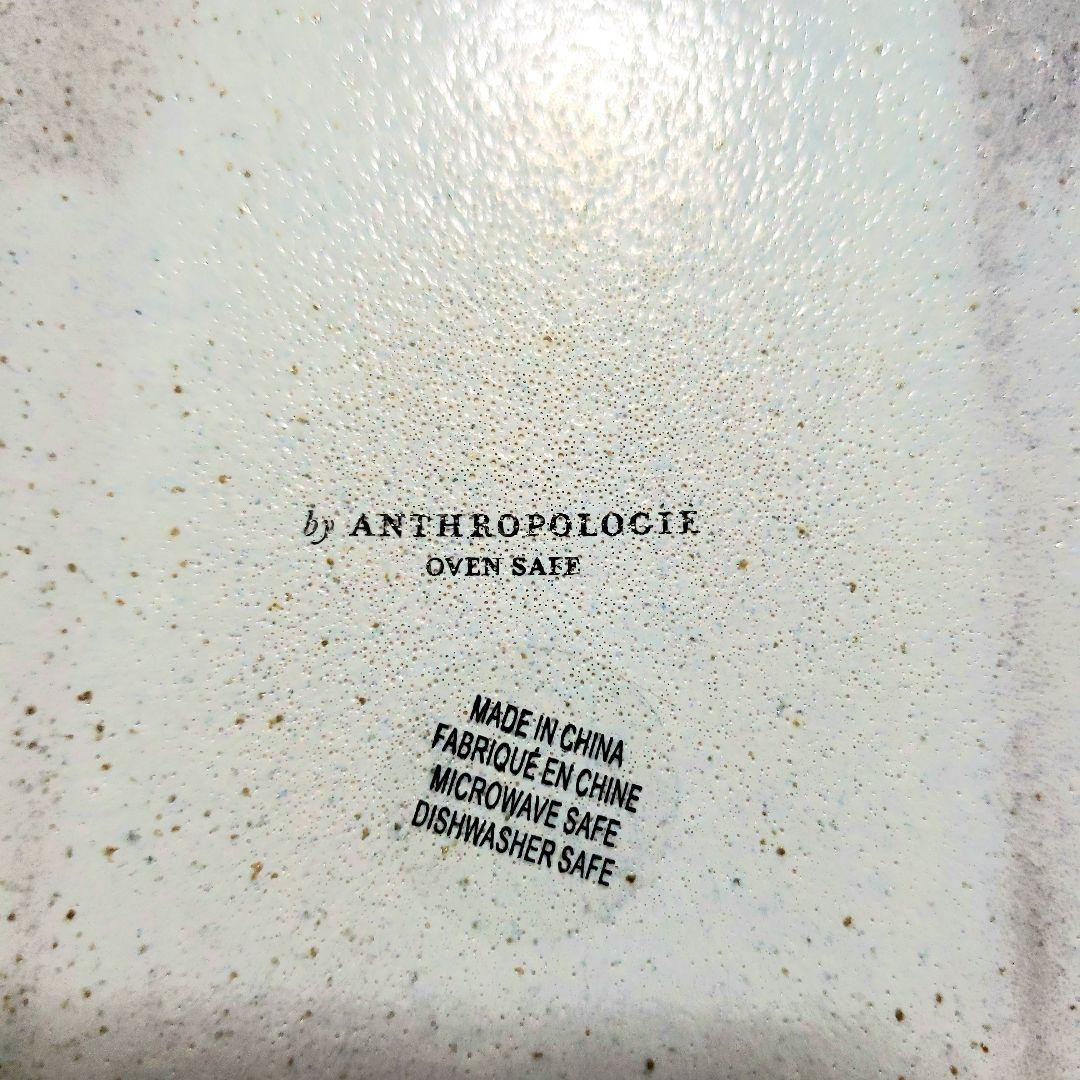 by ANTHROPOLOGIE
OVEN SAFE
MADE IN CHINA
FABRIQUÉ EN CHINE
MICROWAVE SAFE
DISHWASHER SAFE